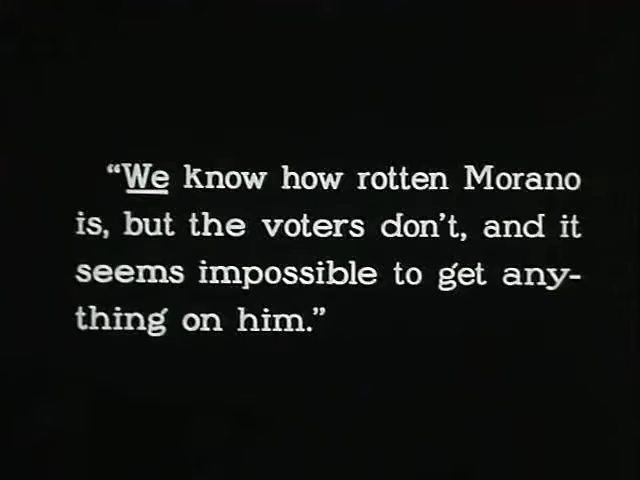 “We know how rotten Morano
is, but the voters don’t, and it
seems impossible to get any-
thing on him.”